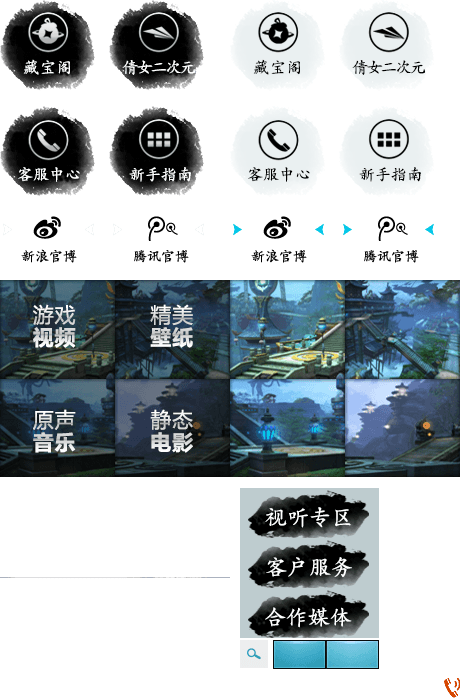 藏宝阁 倩女二次元 藏宝阁 倩女二次元
客服中心 新手指南 客服中心 新手指南
新浪官博 腾讯官博 新浪官博 腾讯官博
游戏 精美
视频 壁纸
原声 静态
音乐 电影
视听专区
客户服务
合作媒体